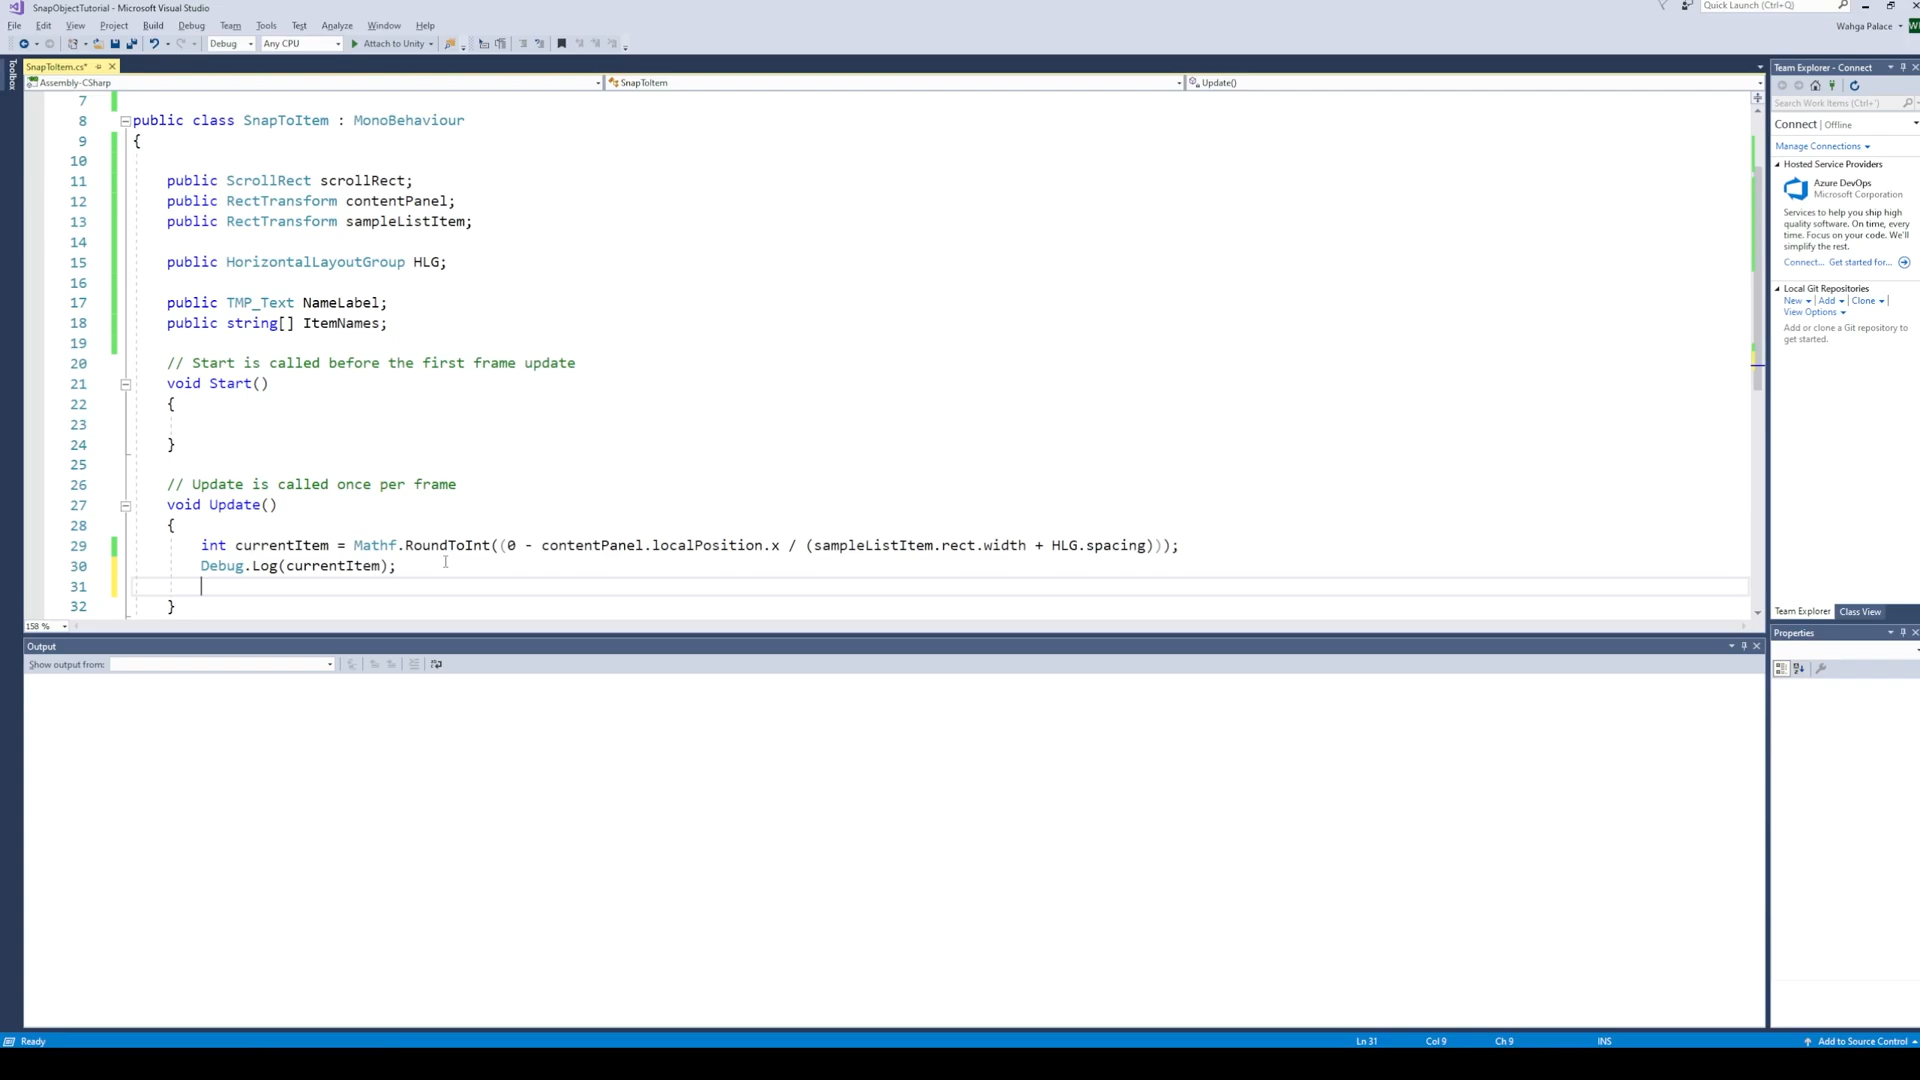 SnapObjectTutorial - Microsoft Visual Studio
Quick Launch (Ctrl+Q)
File Edit View Project Build Debug Team Tools Test Analyze Window Help
Wahga Palace
Debug Any CPU Attach to Unity
Toolbox
SnapToItem.cs*
Assembly-CSharp SnapToItem Update()
7
8 public class SnapToItem : MonoBehaviour
9 {
10
11 public ScrollRect scrollRect;
12 public RectTransform contentPanel;
13 public RectTransform sampleListItem;
14
15 public HorizontalLayoutGroup HLG;
16
17 public TMP_Text NameLabel;
18 public string[] ItemNames;
19
20 // Start is called before the first frame update
21 void Start()
22 {
23
24 }
25
26 // Update is called once per frame
27 void Update()
28 {
29 int currentItem = Mathf.RoundToInt((0 - contentPanel.localPosition.x / (sampleListItem.rect.width + HLG.spacing)));
30 Debug.Log(currentItem);
31
32 }
158 %
Output
Show output from:
Team Explorer - Connect
Search Work Items (Ctrl+')
Connect | Offline
Manage Connections
Hosted Service Providers
Azure DevOps
Microsoft Corporation
Services to help you ship high
quality software. On time, every
time. Focus on your code. We'll
simplify the rest.
Connect... Get started for...
Local Git Repositories
New | Add | Clone |
View Options
Add or clone a Git repository to
get started.
Team Explorer Class View
Properties
Ready Ln 31 Col 9 Ch 9 INS Add to Source Control